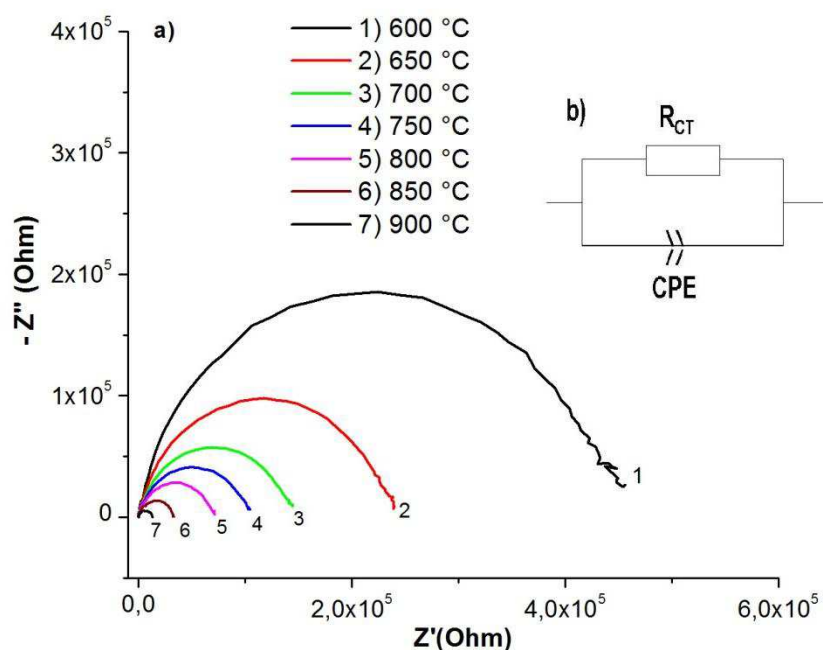 a)
1) 600 °C
2) 650 °C
3) 700 °C
4) 750 °C
5) 800 °C
6) 850 °C
7) 900 °C
b)
R_CT
CPE
4x10⁵
3x10⁵
2x10⁵
1x10⁵
0
- Z'' (Ohm)
1
2
3
4
5
6
7
0,0
2,0x10⁵
4,0x10⁵
6,0x10⁵
Z'(Ohm)